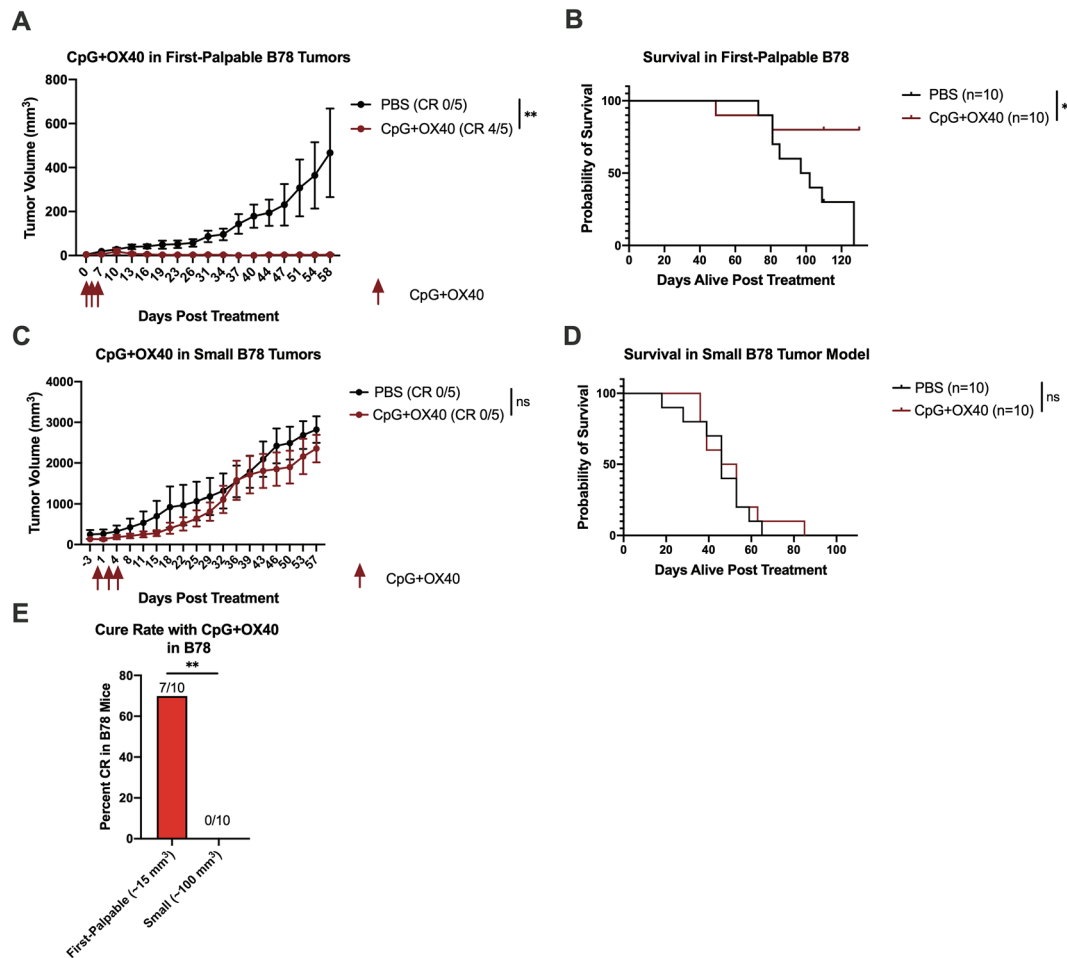 A
CpG+OX40 in First-Palpable B78 Tumors
Tumor Volume (mm³)
800
600
400
200
0
0 7 10 13 16 19 23 26 31 34 37 40 44 47 51 54 58
Days Post Treatment
PBS (CR 0/5)
CpG+OX40 (CR 4/5)
**
CpG+OX40
B
Survival in First-Palpable B78
Probability of Survival
100
50
0
0 20 40 60 80 100 120
Days Alive Post Treatment
PBS (n=10)
CpG+OX40 (n=10)
*
C
CpG+OX40 in Small B78 Tumors
Tumor Volume (mm³)
4000
3000
2000
1000
0
-3 1 4 8 11 15 18 22 25 29 32 36 39 43 46 50 53 57
Days Post Treatment
PBS (CR 0/5)
CpG+OX40 (CR 0/5)
ns
CpG+OX40
D
Survival in Small B78 Tumor Model
Probability of Survival
100
50
0
0 20 40 60 80 100
Days Alive Post Treatment
PBS (n=10)
CpG+OX40 (n=10)
ns
E
Cure Rate with CpG+OX40
in B78
**
Percent CR in B78 Mice
80
60
40
20
0
7/10
0/10
First-Palpable (~15 mm³)
Small (~100 mm³)